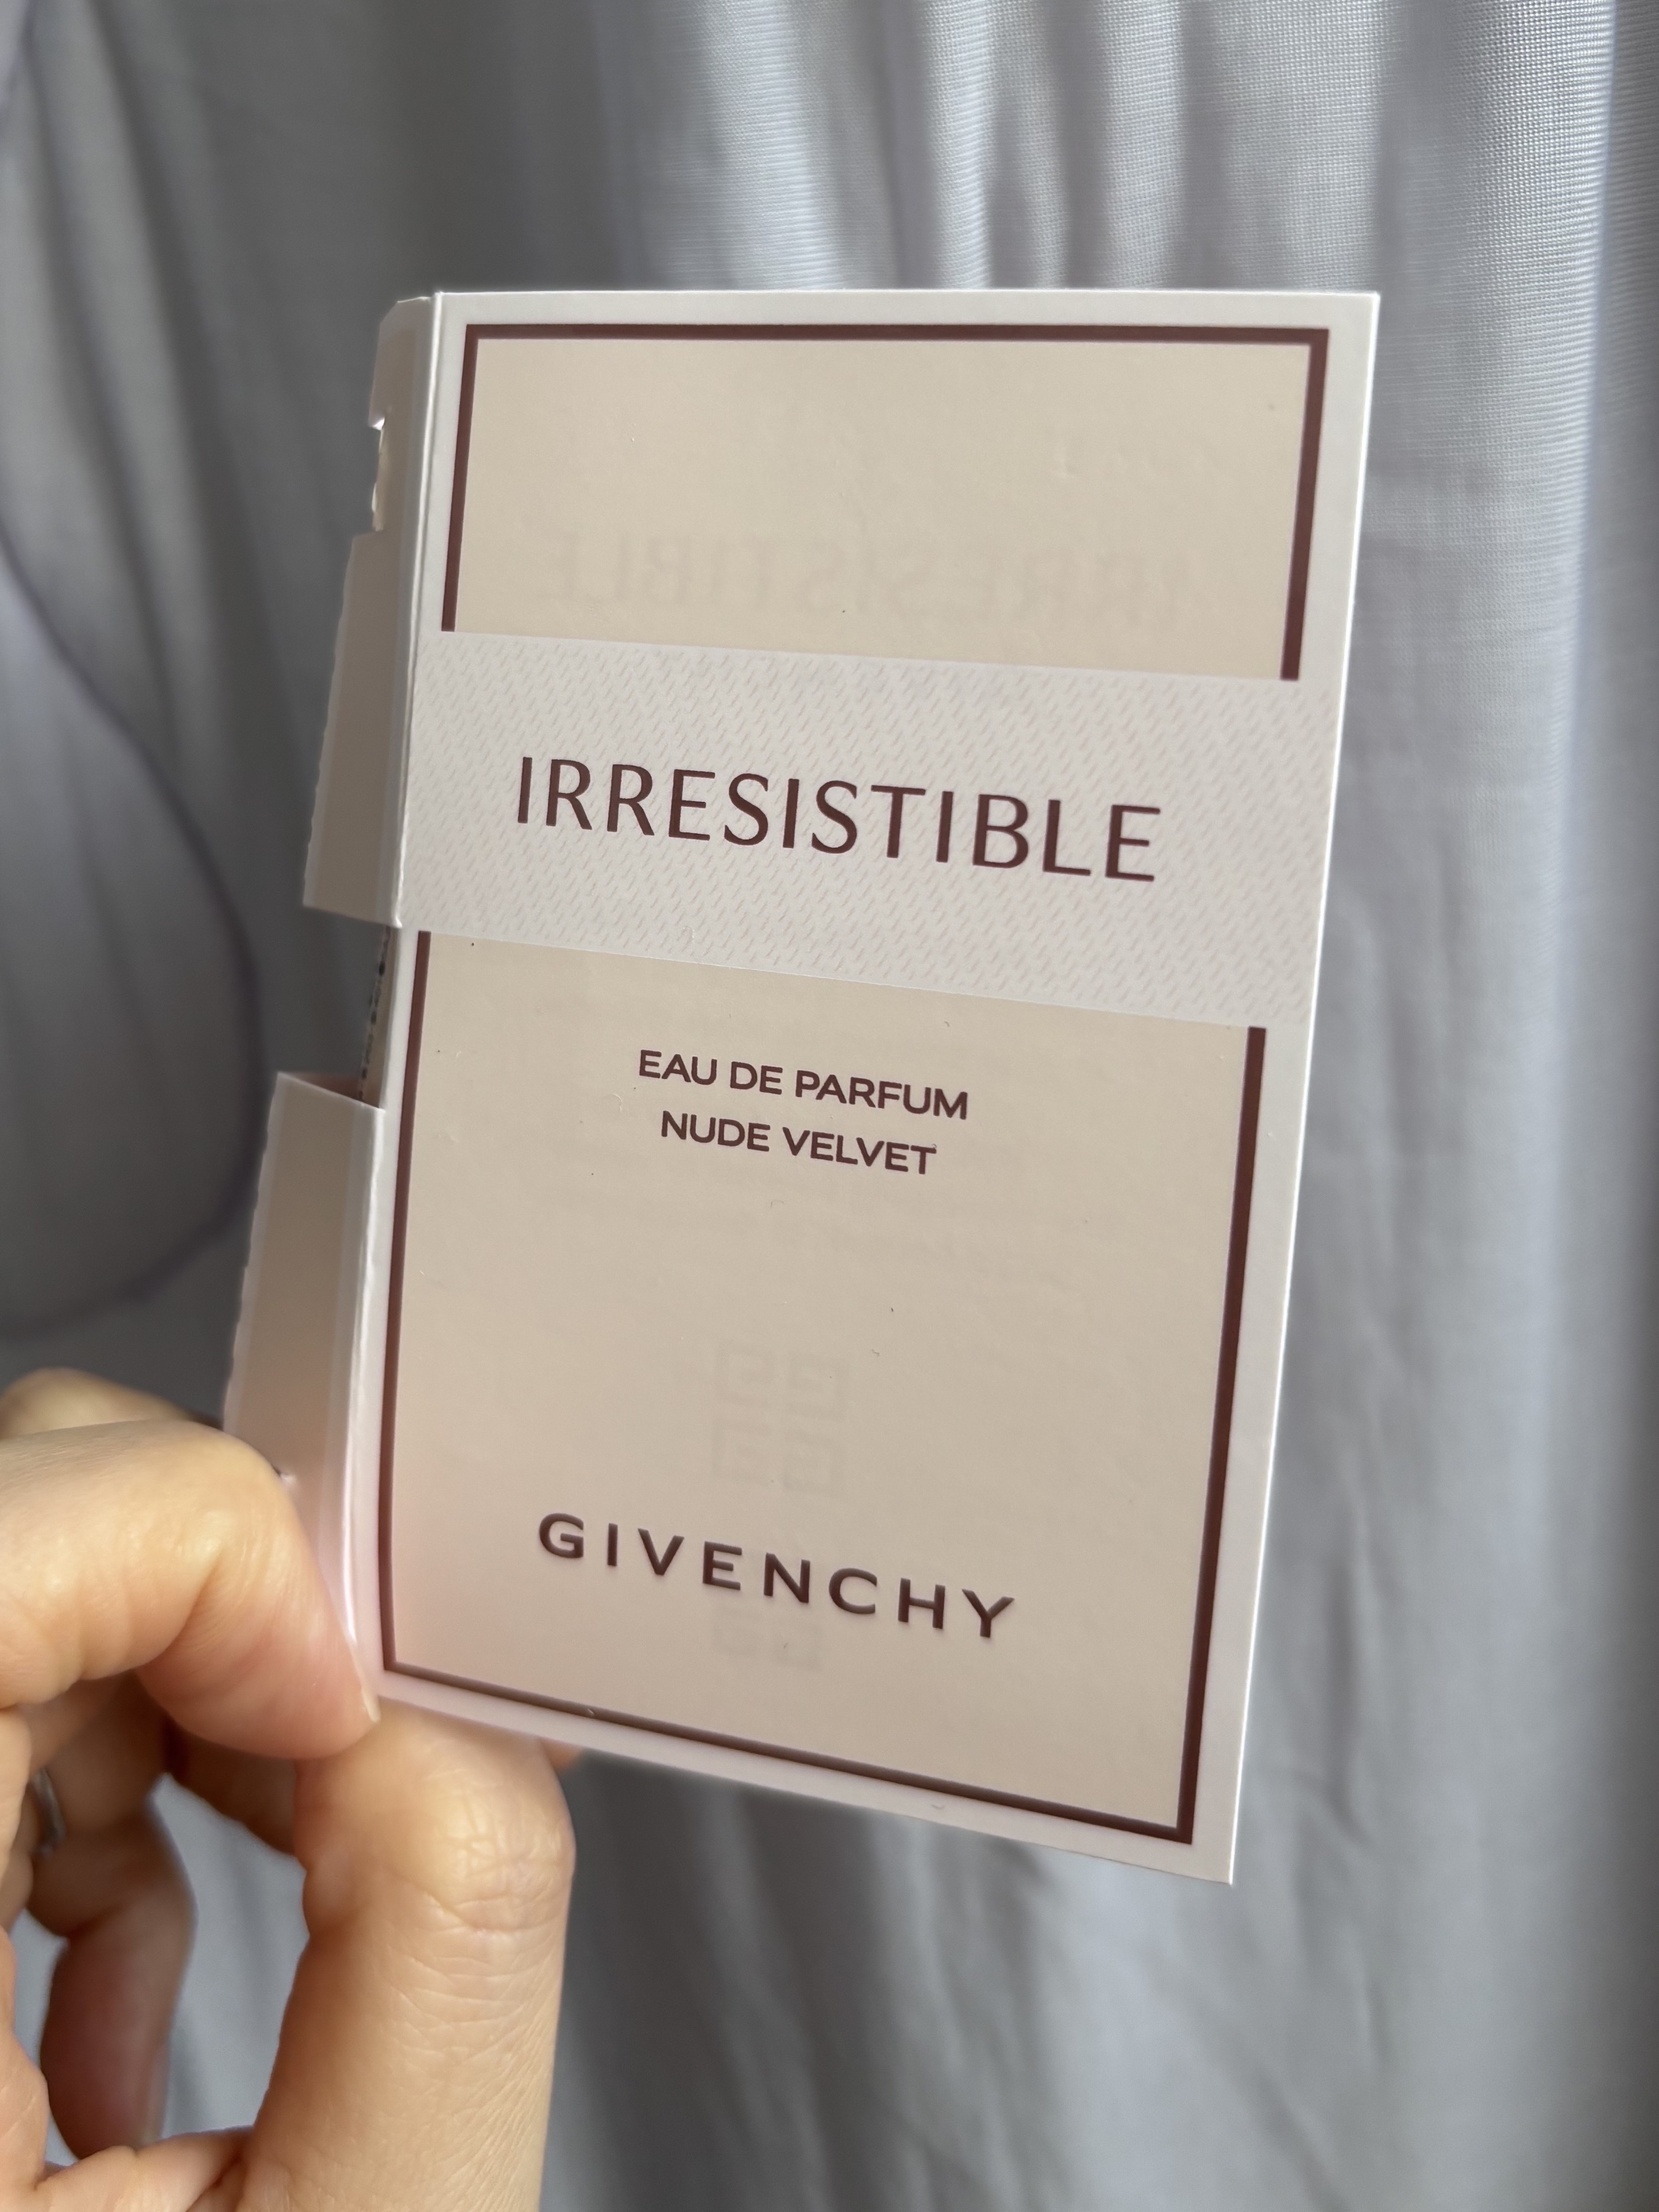 IRRESISTIBLE
EAU DE PARFUM
NUDE VELVET
GIVENCHY